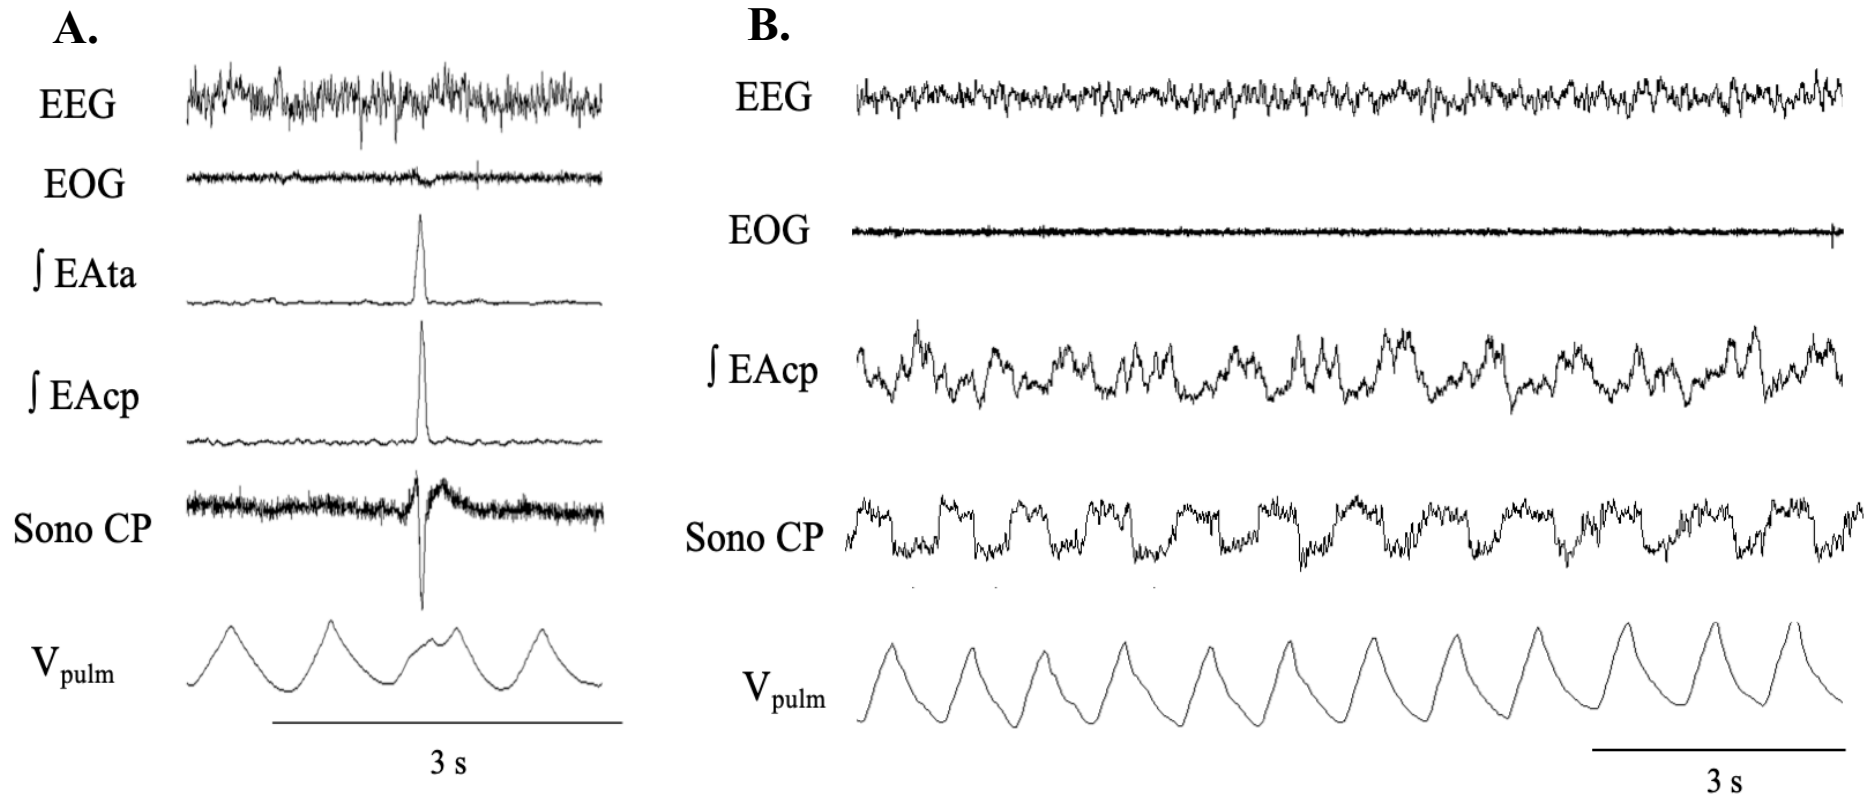 A.
EEG
EOG
∫ EAta
∫ EAcp
Sono CP
Vpulm
3 s
B.
EEG
EOG
∫ EAcp
Sono CP
Vpulm
3 s